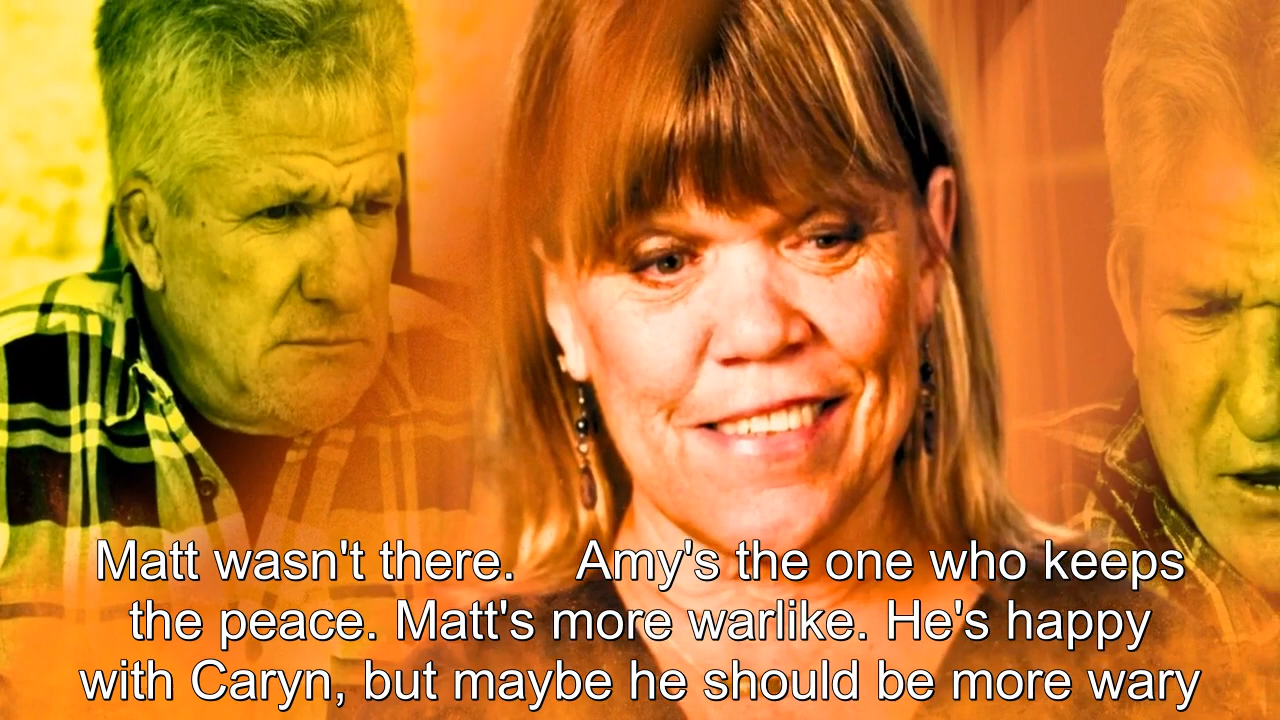 Matt wasn't there.    Amy's the one who keeps
the peace. Matt's more warlike. He's happy
with Caryn, but maybe he should be more wary